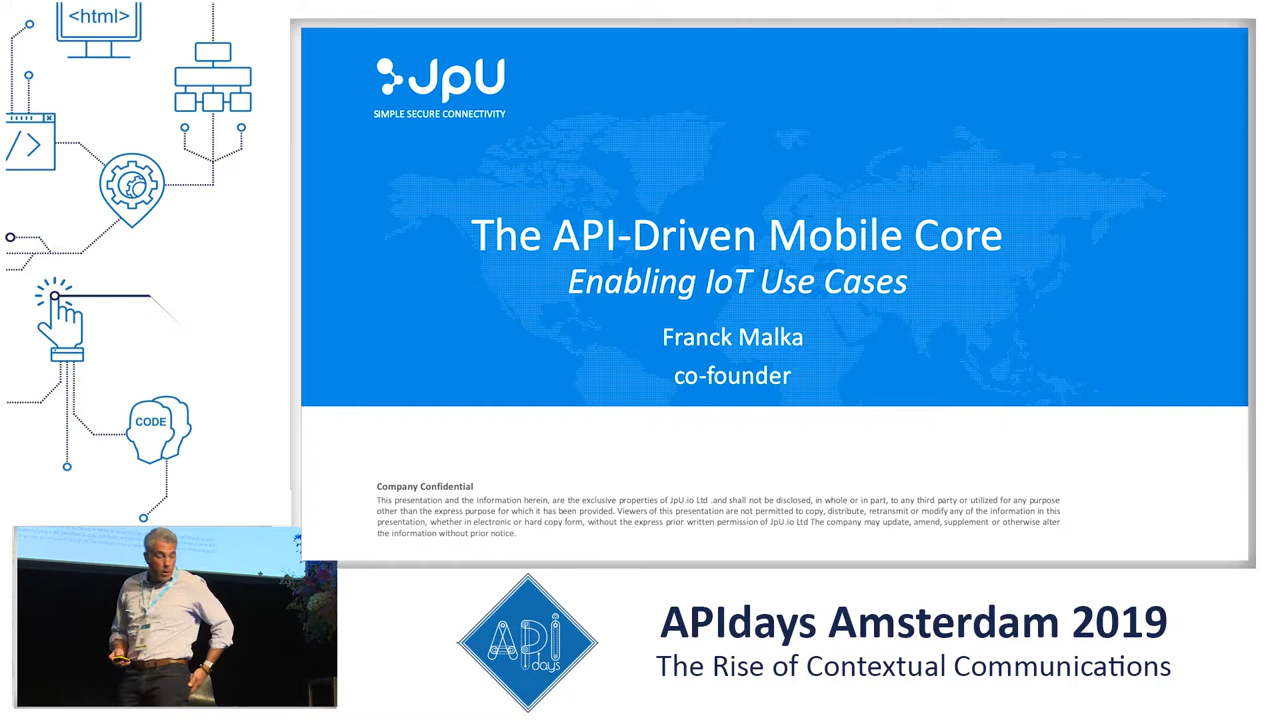 <html>
</>
CODE
JpU
SIMPLE SECURE CONNECTIVITY
The API-Driven Mobile Core
Enabling IoT Use Cases
Franck Malka
co-founder
Company Confidential
This presentation and the information herein, are the exclusive properties of JpU.io Ltd .and shall not be disclosed, in whole or in part, to any third party or utilized for any purpose
other than the express purpose for which it has been provided. Viewers of this presentation are not permitted to copy, distribute, retransmit or modify any of the information in this
presentation, whether in electronic or hard copy form, without the express prior written permission of JpU.io Ltd The company may update, amend, supplement or otherwise alter
the information without prior notice.
API
days
APIdays Amsterdam 2019
The Rise of Contextual Communications